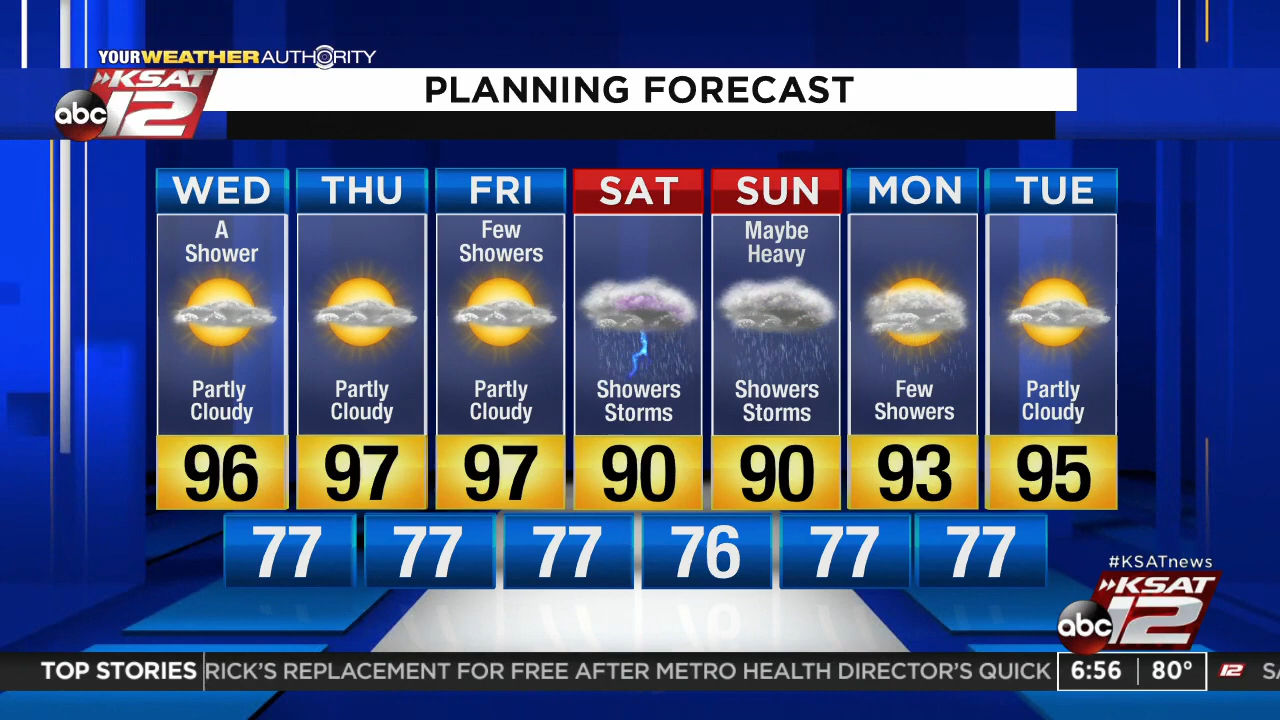 YOURWEATHERAUTHORITY
KSAT
abc 12
PLANNING FORECAST
WED THU FRI SAT SUN MON TUE
A
Shower
Few
Showers
Maybe
Heavy
Partly
Cloudy
Partly
Cloudy
Partly
Cloudy
Showers
Storms
Showers
Storms
Few
Showers
Partly
Cloudy
96 97 97 90 90 93 95
77 77 77 76 77 77
#KSATnews
KSAT
abc 12
TOP STORIES RICK'S REPLACEMENT FOR FREE AFTER METRO HEALTH DIRECTOR'S QUICK 6:56 80° 12 SA